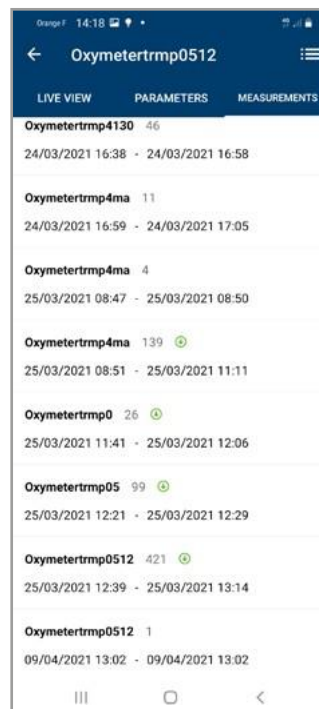 Orange F 14:18
Oxymetertrmp0512
LIVE VIEW PARAMETERS MEASUREMENTS
Oxymetertrmp4130 46
24/03/2021 16:38 - 24/03/2021 16:58
Oxymetertrmp4ma 11
24/03/2021 16:59 - 24/03/2021 17:05
Oxymetertrmp4ma 4
25/03/2021 08:47 - 25/03/2021 08:50
Oxymetertrmp4ma 139
25/03/2021 08:51 - 25/03/2021 11:11
Oxymetertrmp0 26
25/03/2021 11:41 - 25/03/2021 12:06
Oxymetertrmp05 99
25/03/2021 12:21 - 25/03/2021 12:29
Oxymetertrmp0512 421
25/03/2021 12:39 - 25/03/2021 13:14
Oxymetertrmp0512 1
09/04/2021 13:02 - 09/04/2021 13:02